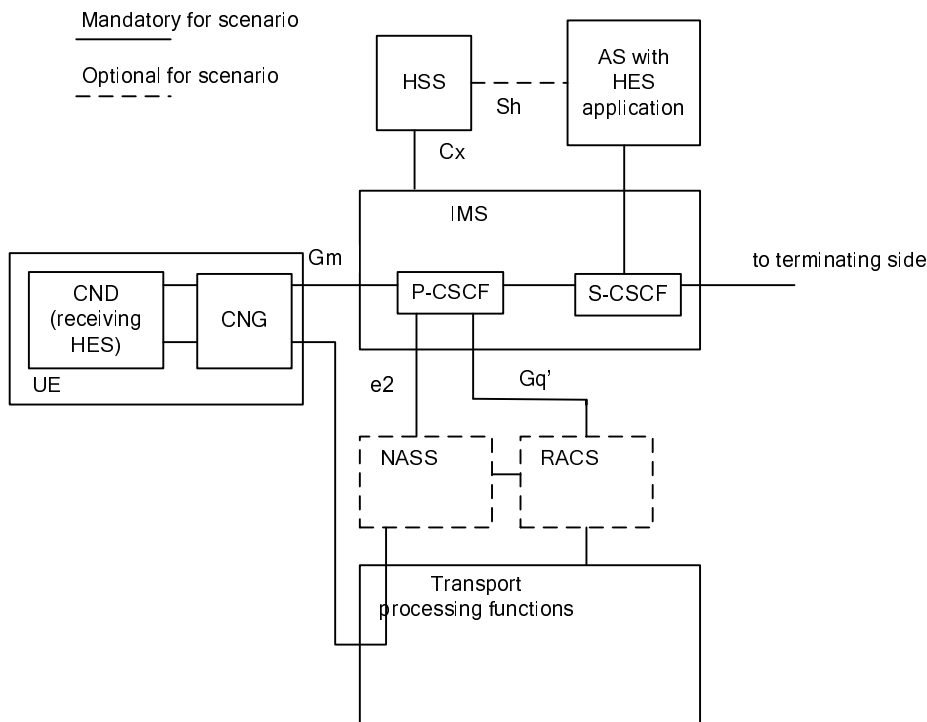 Mandatory for scenario
Optional for scenario
HSS
Sh
AS with
HES
application
Cx
IMS
Gm
to terminating side
CND
(receiving
HES)
CNG
P-CSCF
S-CSCF
UE
e2
Gq’
NASS
RACS
Transport
processing functions